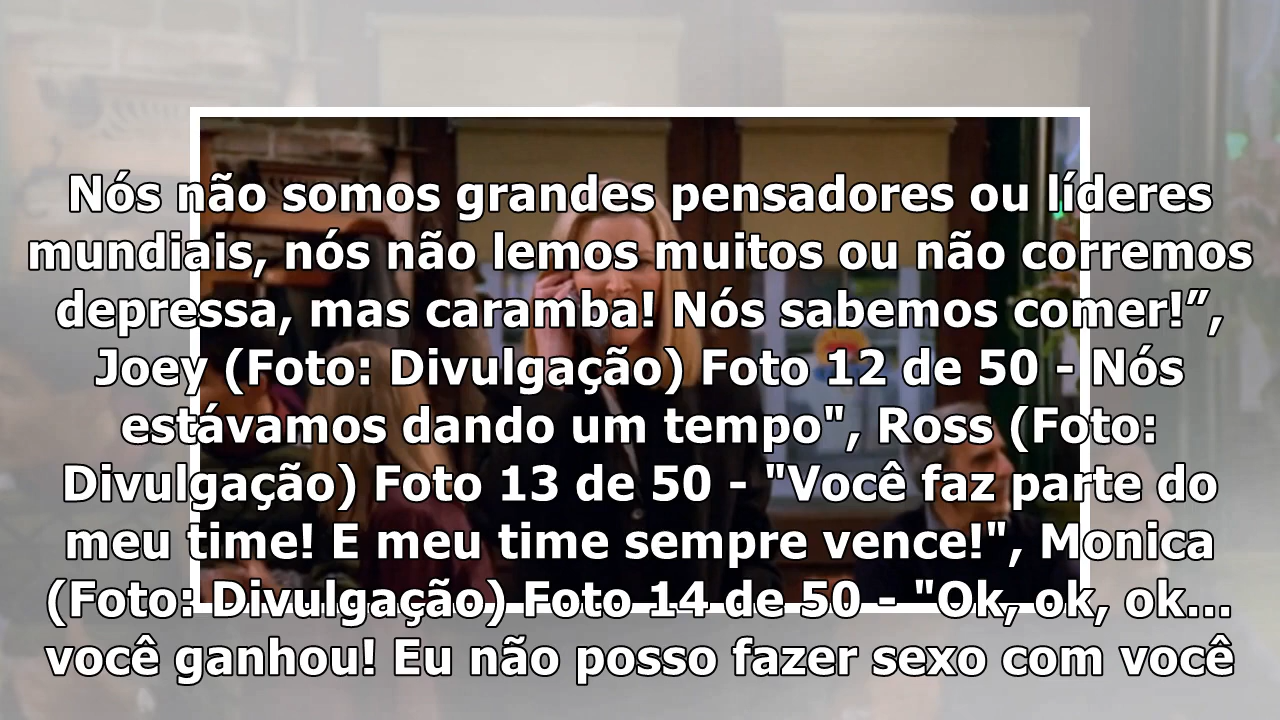 Nós não somos grandes pensadores ou líderes
mundiais, nós não lemos muitos ou não corremos
depressa, mas caramba! Nós sabemos comer!”,
Joey (Foto: Divulgação) Foto 12 de 50 - Nós
estávamos dando um tempo", Ross (Foto:
Divulgação) Foto 13 de 50 - "Você faz parte do
meu time! E meu time sempre vence!", Monica
(Foto: Divulgação) Foto 14 de 50 - "Ok, ok, ok...
você ganhou! Eu não posso fazer sexo com você